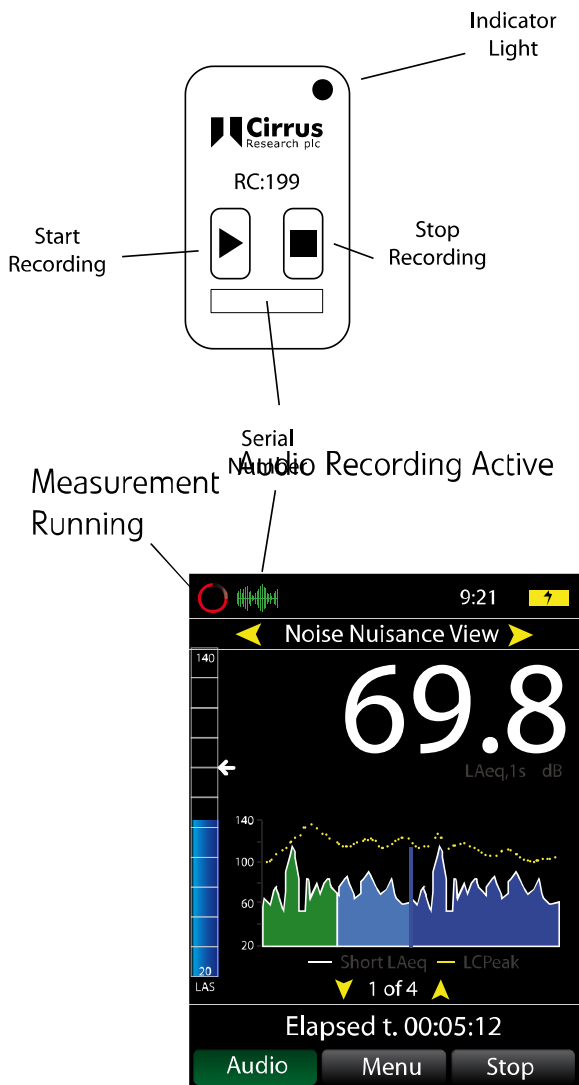 Indicator
Light
Cirrus
Research plc
RC:199
Start
Recording
Stop
Recording
Serial
Number
Audio Recording Active
Measurement
Running
9:21
Noise Nuisance View
140
69.8
LAeq,1s dB
140
100
60
20
Short LAeq LCPeak
20
LAS
1 of 4
Elapsed t. 00:05:12
Audio Menu Stop